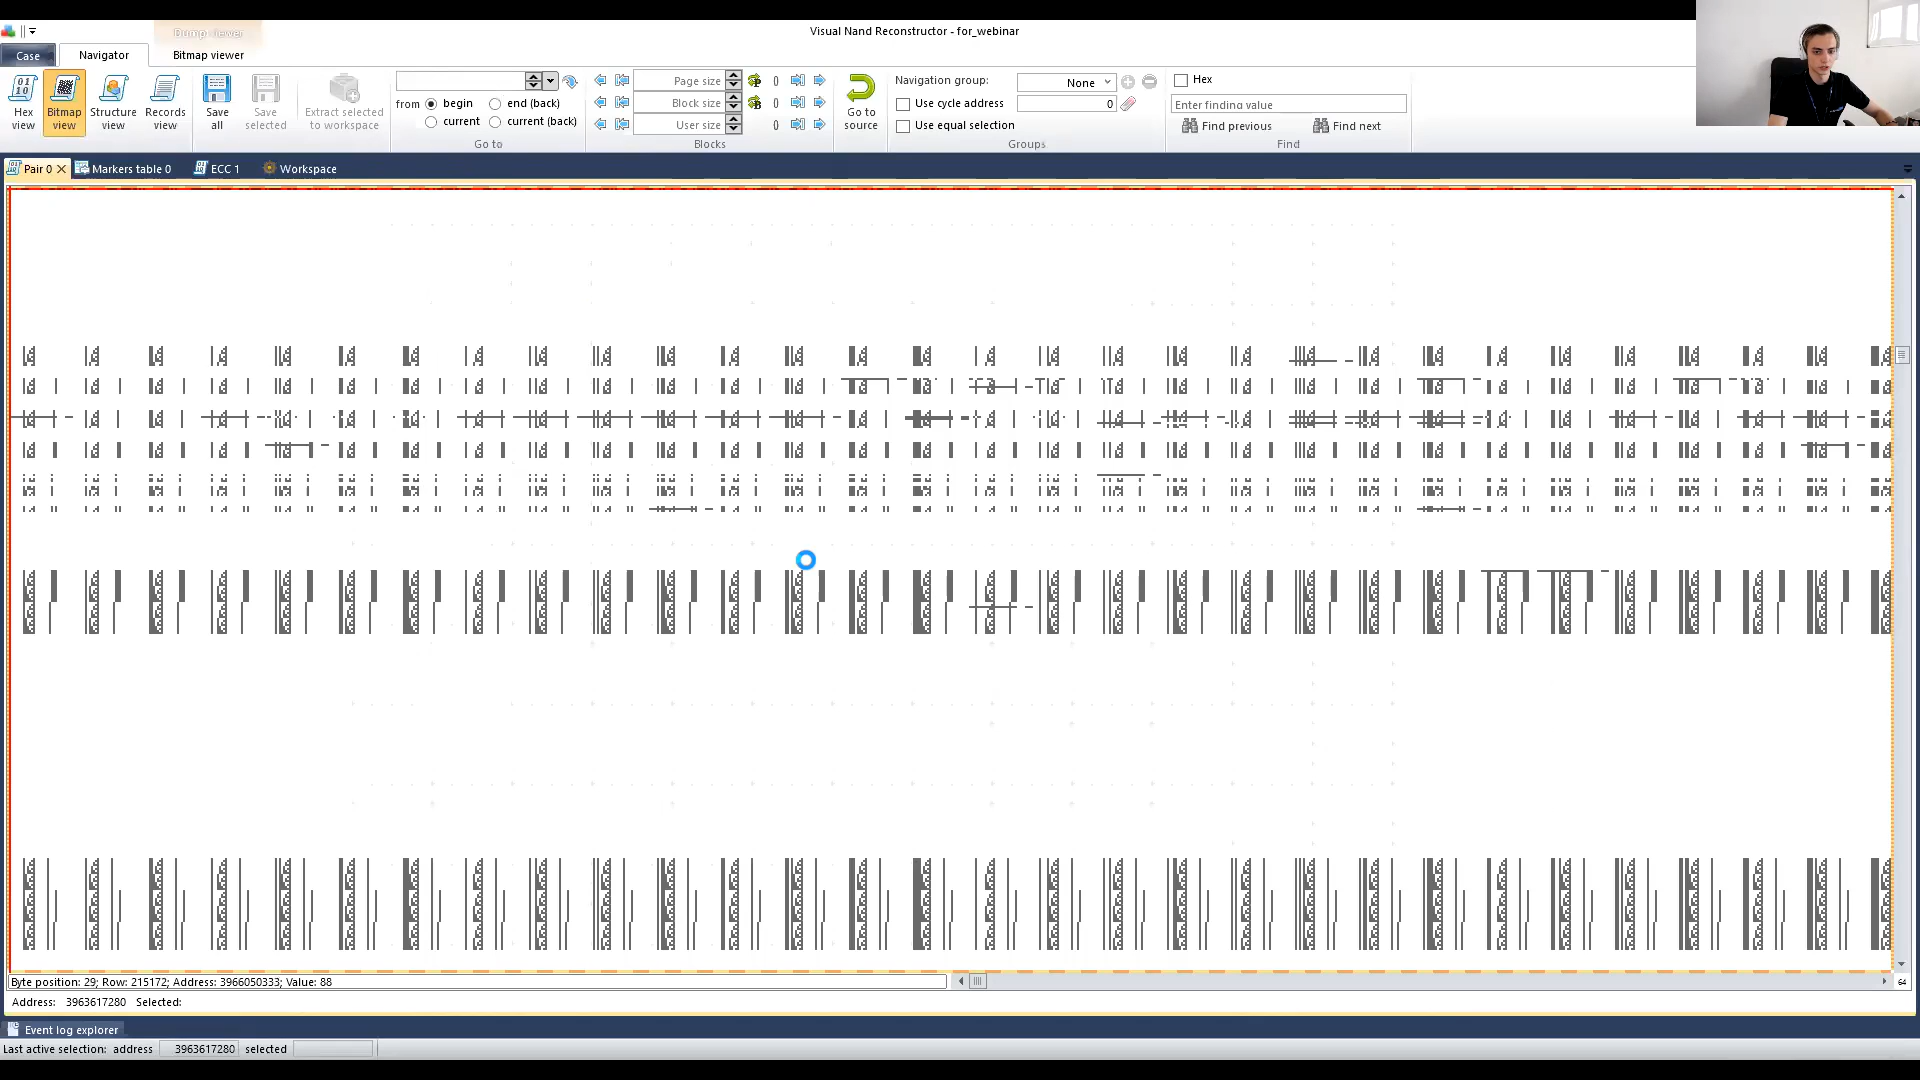 Dump viewer
Visual Nand Reconstructor - for_webinar
Case
Navigator
Bitmap viewer
Hex view
Bitmap view
Structure view
Records view
Save all
Save selected
Extract selected to workspace
from
begin
end (back)
current
current (back)
Go to
Page size
Block size
User size
0
0
0
Blocks
Go to source
Navigation group:
None
Use cycle address
0
Use equal selection
Groups
Hex
Enter finding value
Find previous
Find next
Find
Pair 0
Markers table 0
ECC 1
Workspace
Byte position: 29; Row: 215172; Address: 3966050333; Value: 88
64
Address: 3963617280 Selected:
Event log explorer
Last active selection: address 3963617280 selected